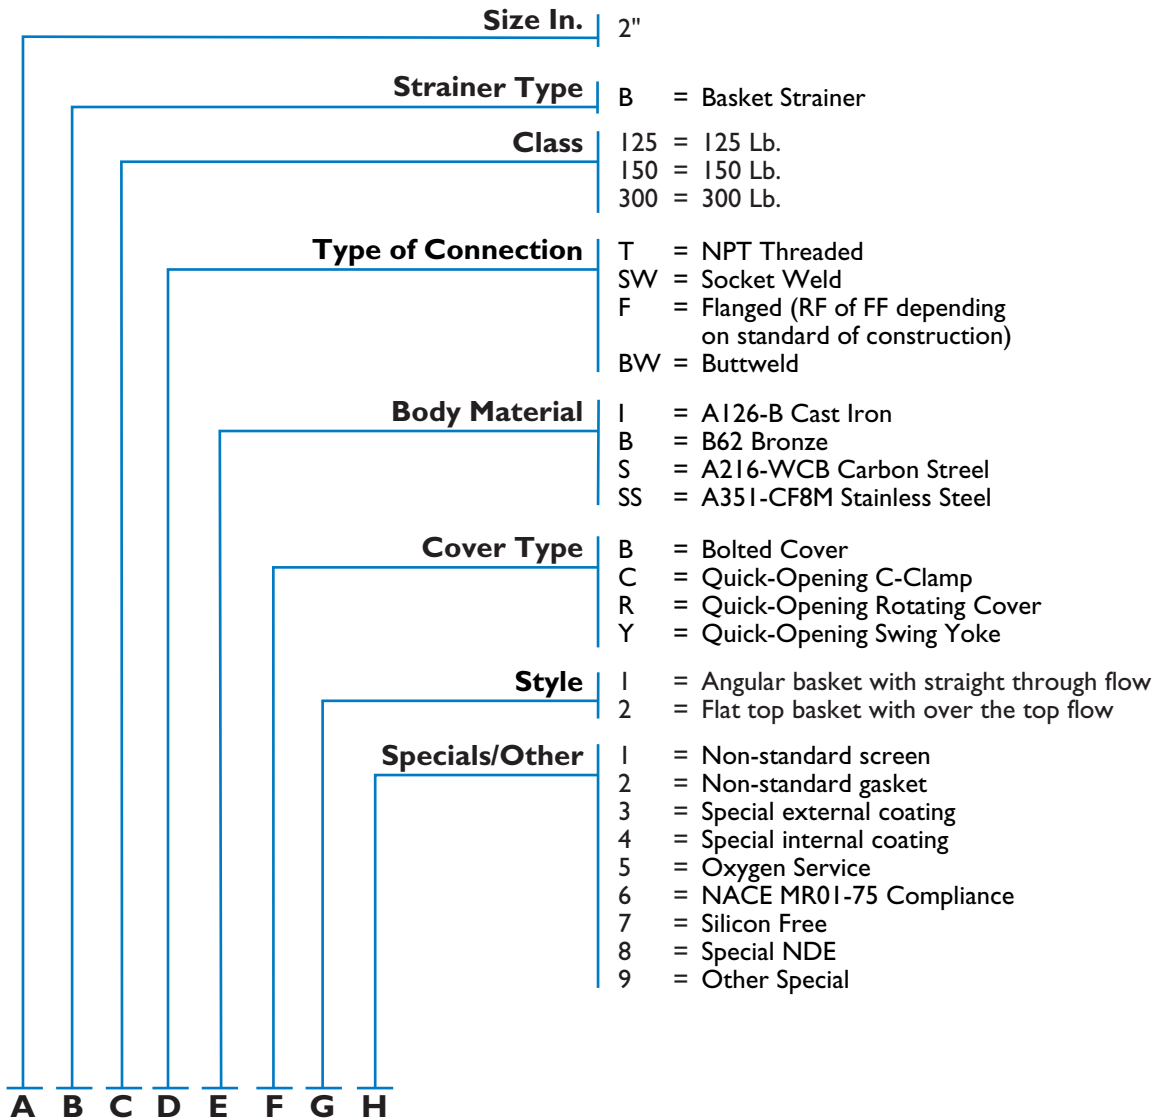 Size In. 2"
Strainer Type B = Basket Strainer
Class 125 = 125 Lb.
150 = 150 Lb.
300 = 300 Lb.
Type of Connection T = NPT Threaded
SW = Socket Weld
F = Flanged (RF of FF depending
on standard of construction)
BW = Buttweld
Body Material I = A126-B Cast Iron
B = B62 Bronze
S = A216-WCB Carbon Streel
SS = A351-CF8M Stainless Steel
Cover Type B = Bolted Cover
C = Quick-Opening C-Clamp
R = Quick-Opening Rotating Cover
Y = Quick-Opening Swing Yoke
Style 1 = Angular basket with straight through flow
2 = Flat top basket with over the top flow
Specials/Other 1 = Non-standard screen
2 = Non-standard gasket
3 = Special external coating
4 = Special internal coating
5 = Oxygen Service
6 = NACE MR01-75 Compliance
7 = Silicon Free
8 = Special NDE
9 = Other Special
A B C D E F G H